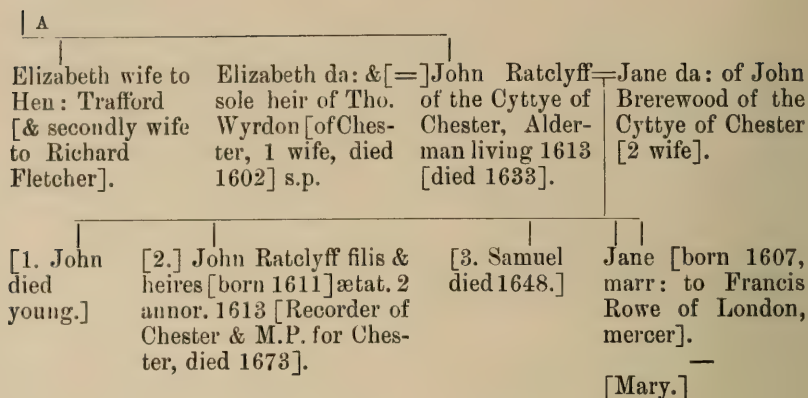 A
Elizabeth wife to
Hen: Trafford
[& secondly wife
to Richard
Fletcher].
Elizabeth da: & [=]
sole heir of Tho.
Wyrdon [of Ches-
ter, 1 wife, died
1602] s.p.
John Ratclyff=
of the Cyttye of
Chester, Alder-
man living 1613
[died 1633].
Jane da: of John
Brerewood of the
Cyttye of Chester
[2 wife].
[1. John
died
young.]
[2.] John Ratclyff filis &
heires [born 1611] ætat. 2
annor. 1613 [Recorder of
Chester & M.P. for Ches-
ter, died 1673].
[3. Samuel
died 1648.]
Jane [born 1607,
marr: to Francis
Rowe of London,
mercer].
[Mary.]